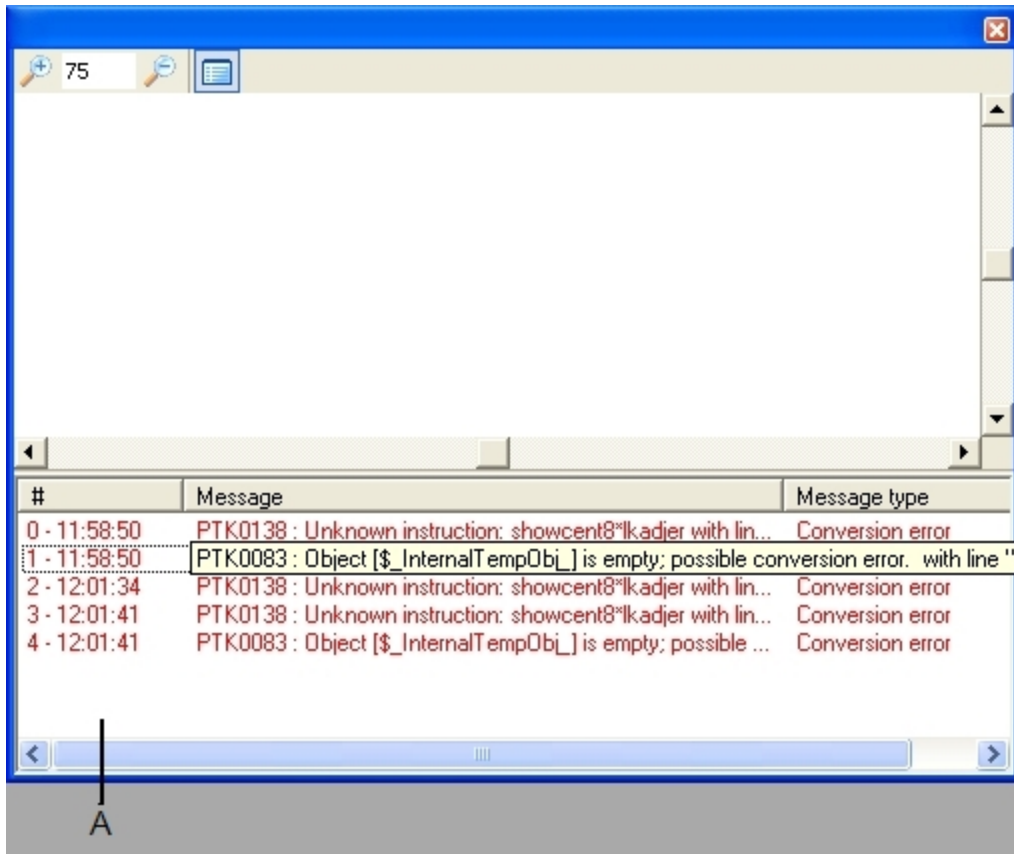 75
# Message Message type
0 - 11:58:50 PTK0138 : Unknown instruction: showcent8*lkadjer with lin... Conversion error
1 - 11:58:50 PTK0083 : Object [$_InternalTempObj_] is empty; possible conversion error. with line "
2 - 12:01:34 PTK0138 : Unknown instruction: showcent8*lkadjer with lin... Conversion error
3 - 12:01:41 PTK0138 : Unknown instruction: showcent8*lkadjer with lin... Conversion error
4 - 12:01:41 PTK0083 : Object [$_InternalTempObj_] is empty; possible ... Conversion error
A